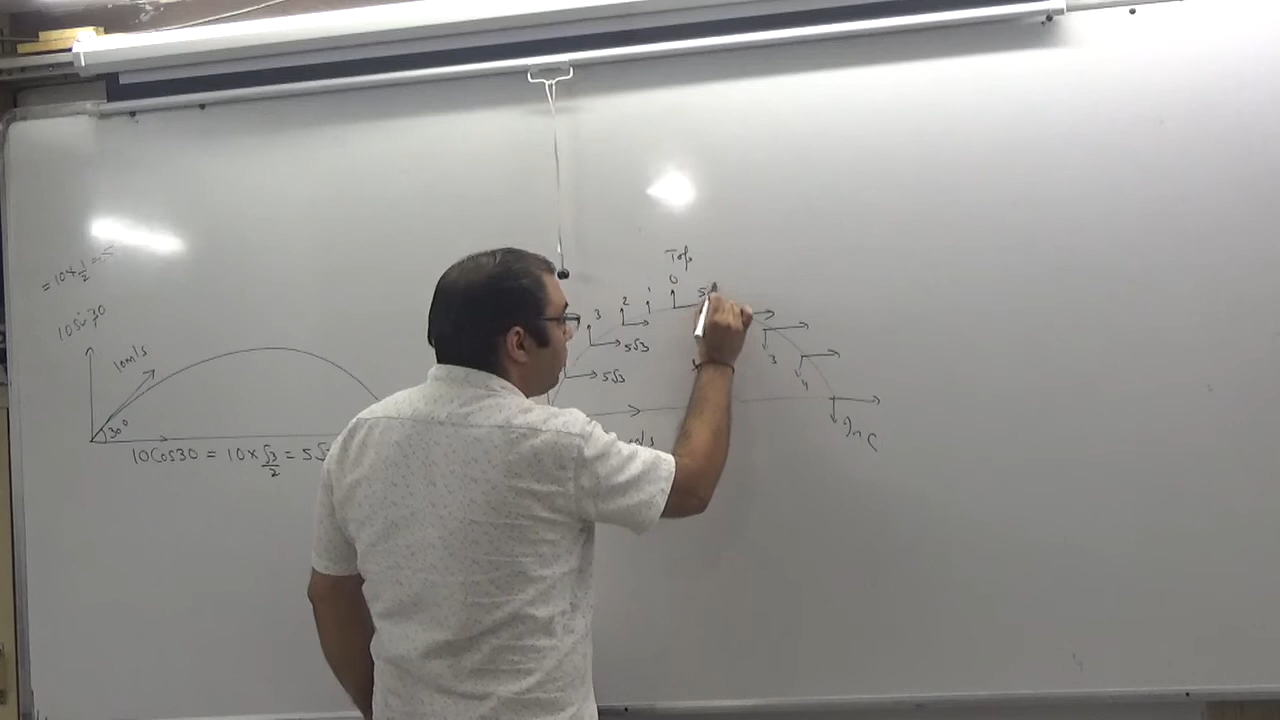 = 10 × 1/2 = 5
10 sin 30
10 m/s
30°
10 Cos 30 = 10 × √3/2 = 5√
Top
0
1
2
3
5√3
5√3
3
4